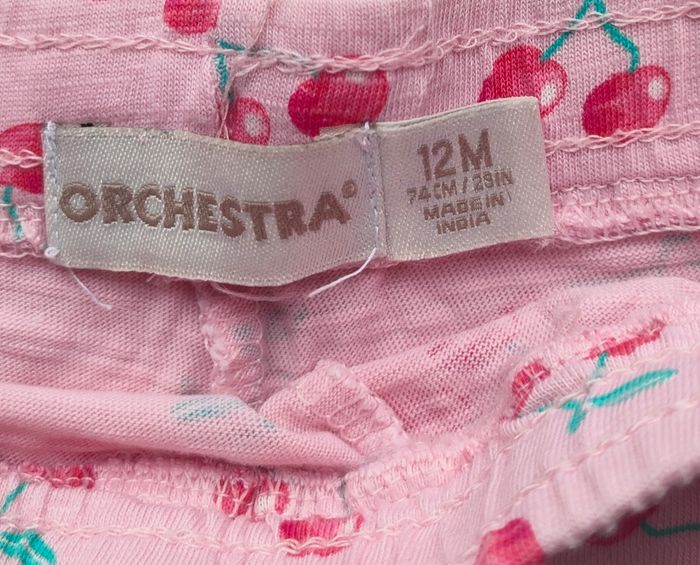 ORCHESTRA®
12M
74CM/29IN
MADE IN
INDIA